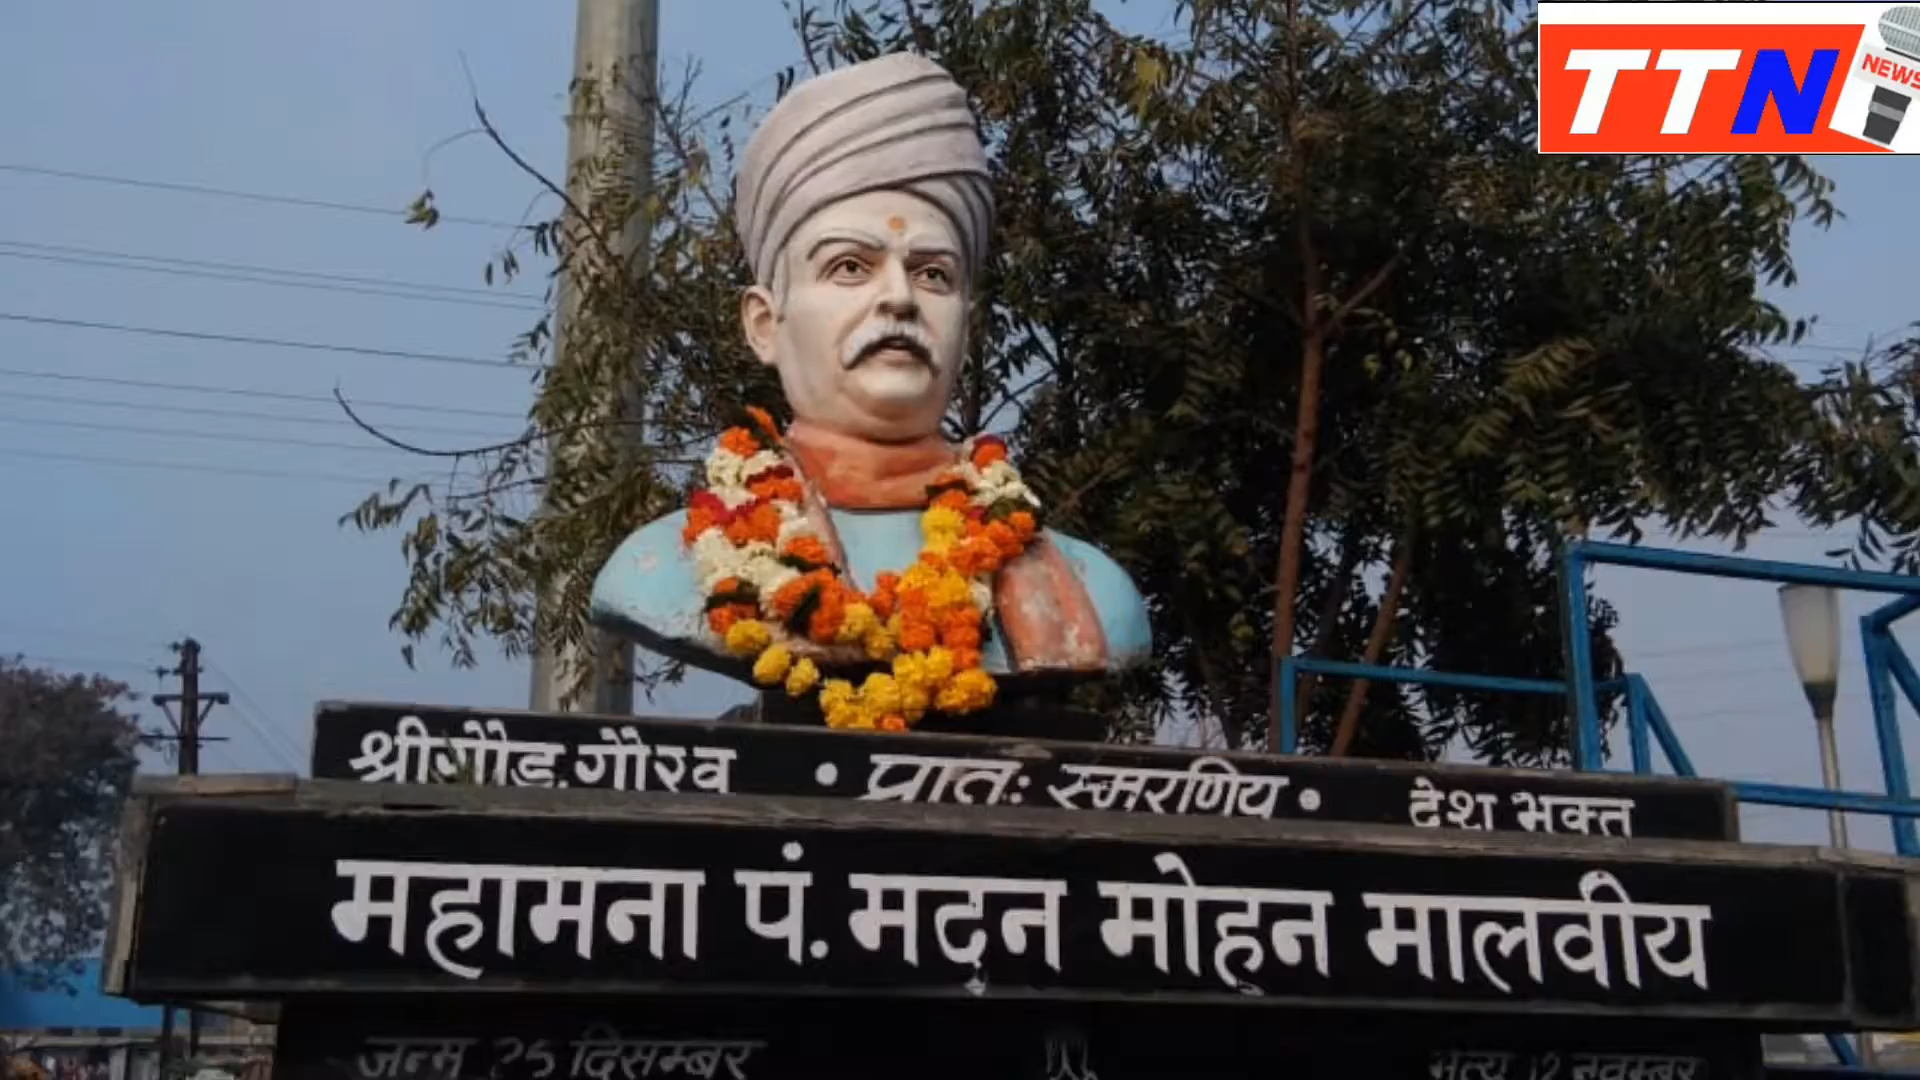 TTN
NEWS
श्रीगौड़ गौरव • प्रातः स्मरणिय • देश भक्त
महामना पं. मदन मोहन मालवीय
जन्म 25 दिसम्बर मृत्यु 12 नवम्बर